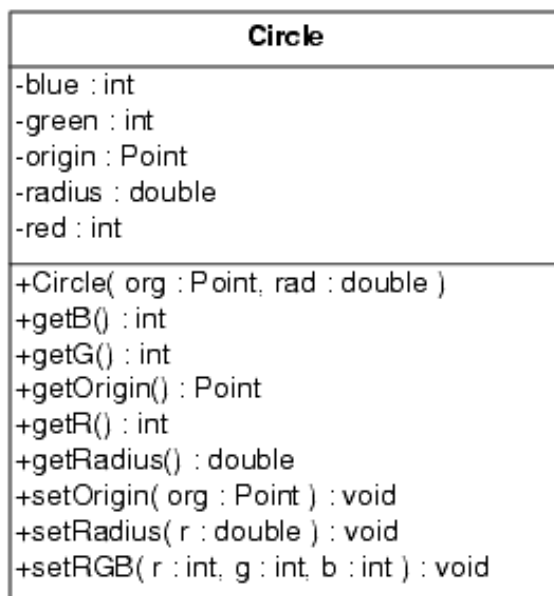 Circle
-blue : int
-green : int
-origin : Point
-radius : double
-red : int
+Circle( org : Point, rad : double )
+getB() : int
+getG() : int
+getOrigin() : Point
+getR() : int
+getRadius() : double
+setOrigin( org : Point ) : void
+setRadius( r : double ) : void
+setRGB( r : int, g : int, b : int ) : void